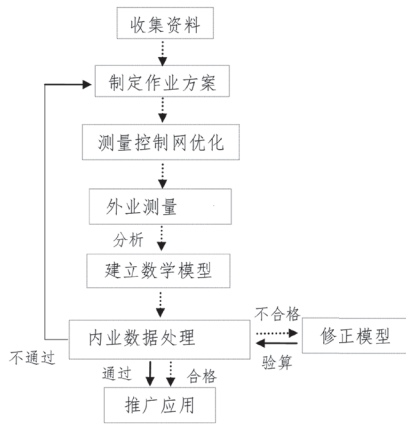 收集资料
制定作业方案
测量控制网优化
外业测量
分析
建立数学模型
不合格
内业数据处理
修正模型
不通过
验算
通过
合格
推广应用